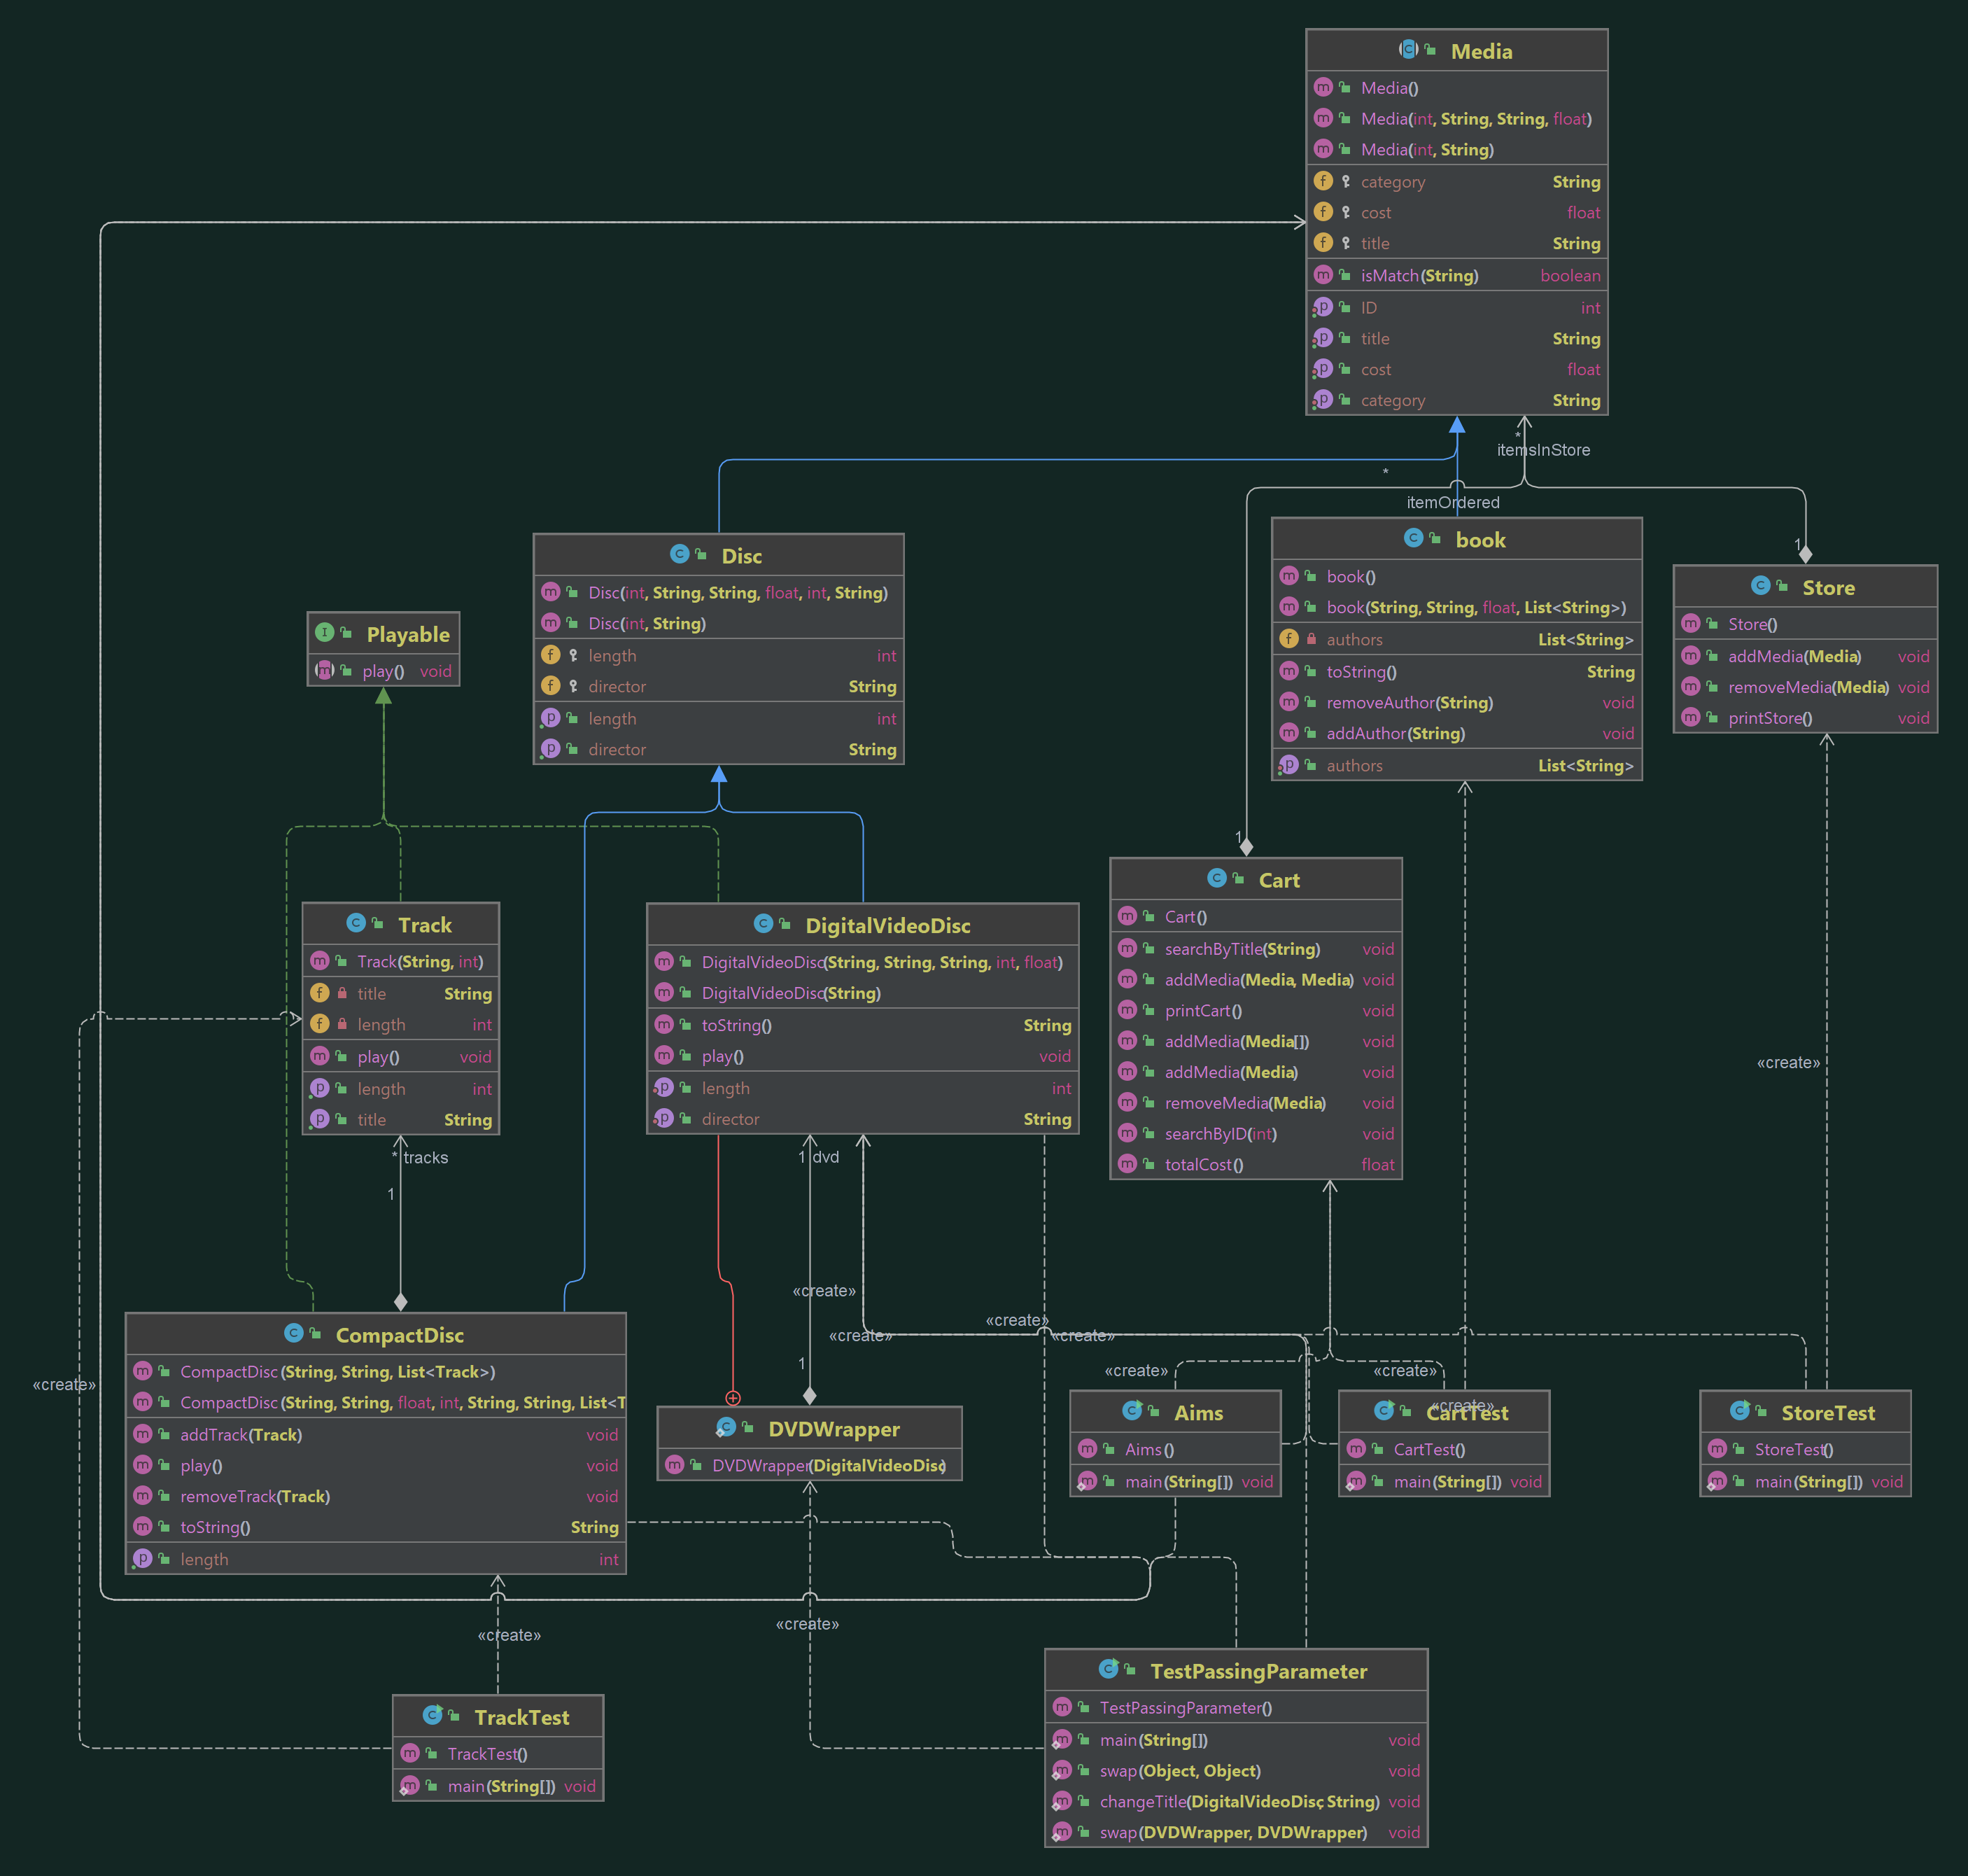 Media
Media()
Media(int, String, String, float)
Media(int, String)
category String
cost float
title String
isMatch(String) boolean
ID int
title String
cost float
category String
*
itemsInStore
*
itemOrdered
Disc
Disc(int, String, String, float, int, String)
Disc(int, String)
length int
director String
length int
director String
book
book()
book(String, String, float, List<String>)
authors List<String>
toString() String
removeAuthor(String) void
addAuthor(String) void
authors List<String>
1
Store
Store()
addMedia(Media) void
removeMedia(Media) void
printStore() void
Playable
play() void
1
Track
Track(String, int)
title String
length int
play() void
length int
title String
DigitalVideoDisc
DigitalVideoDisc(String, String, String, int, float)
DigitalVideoDisc(String)
toString() String
play() void
length int
director String
Cart
Cart()
searchByTitle(String) void
addMedia(Media, Media) void
printCart() void
addMedia(Media[]) void
addMedia(Media) void
removeMedia(Media) void
searchByID(int) void
totalCost() float
«create»
* tracks
1
1 dvd
1
«create»
«create»
«create»
«create»
«create»
«create»
«create»
«create»
CompactDisc
CompactDisc(String, String, List<Track>)
CompactDisc(String, String, float, int, String, String, List<T
addTrack(Track) void
play() void
removeTrack(Track) void
toString() String
length int
DVDWrapper
DVDWrapper(DigitalVideoDisc)
Aims
Aims()
main(String[]) void
CartTest
CartTest()
main(String[]) void
StoreTest
StoreTest()
main(String[]) void
«create»
«create»
TrackTest
TrackTest()
main(String[]) void
TestPassingParameter
TestPassingParameter()
main(String[]) void
swap(Object, Object) void
changeTitle(DigitalVideoDisc, String) void
swap(DVDWrapper, DVDWrapper) void